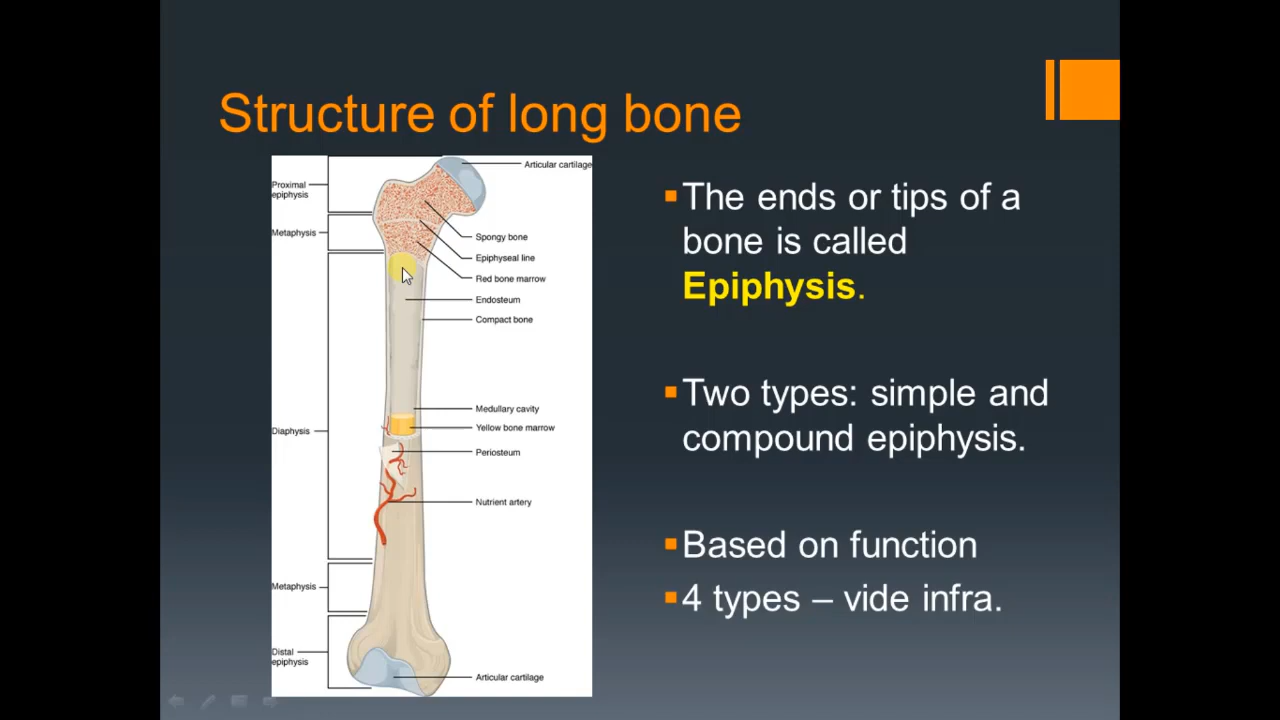 Structure of long bone
Articular cartilage
Proximal
epiphysis
Metaphysis
Spongy bone
Epiphyseal line
Red bone marrow
Endosteum
Compact bone
Medullary cavity
Yellow bone marrow
Diaphysis
Periosteum
Nutrient artery
Metaphysis
Distal
epiphysis
Articular cartilage
The ends or tips of a
bone is called
Epiphysis.
Two types: simple and
compound epiphysis.
Based on function
4 types – vide infra.